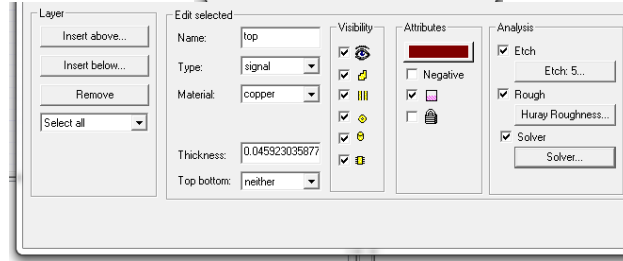 Layer
Insert above...
Insert below...
Remove
Select all
Edit selected
Name: top
Type: signal
Material: copper
Thickness: 0.045923035877
Top bottom: neither
Visibility
Attributes
Negative
Analysis
Etch
Etch: 5...
Rough
Huray Roughness...
Solver
Solver...